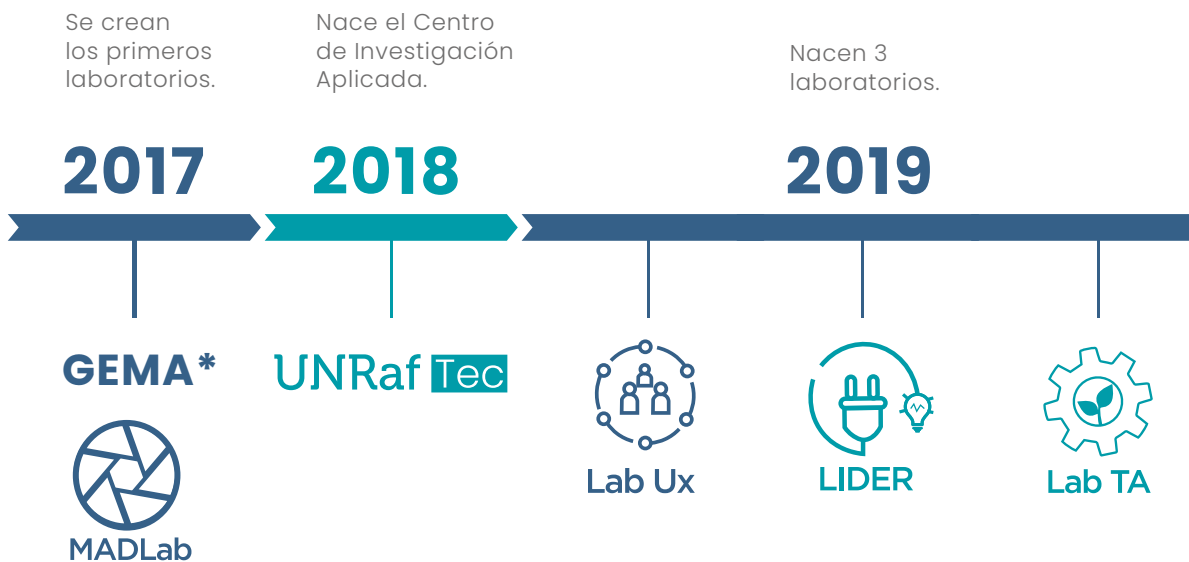 Se crean
los primeros
laboratorios.
Nace el Centro
de Investigación
Aplicada.
Nacen 3
laboratorios.
2017
2018
2019
GEMA*
MADLab
UNRaf Tec
Lab Ux
LIDER
Lab TA